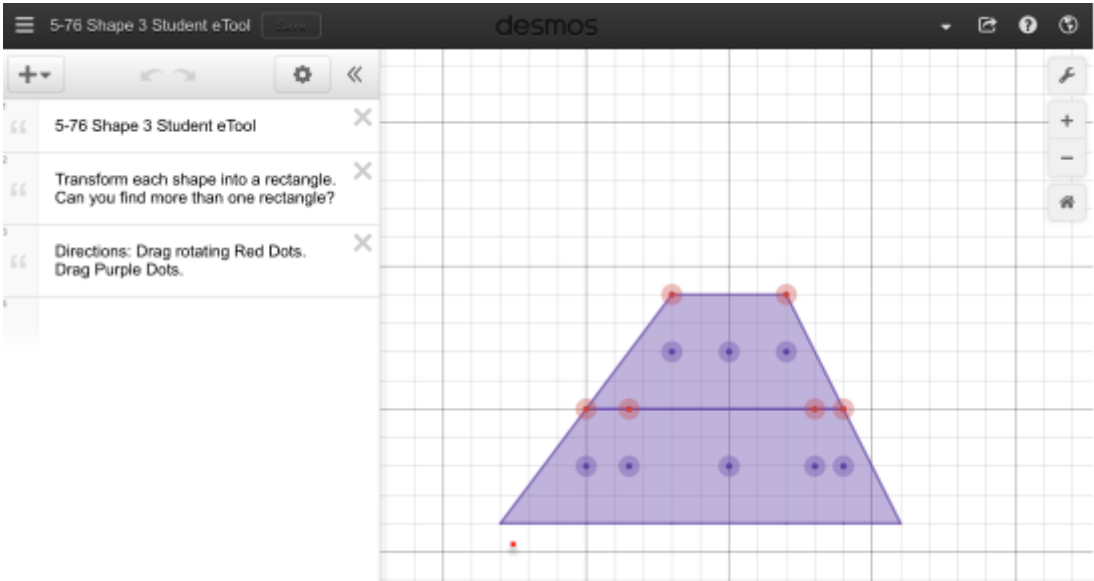 5-76 Shape 3 Student eTool
Save
desmos
5-76 Shape 3 Student eTool
Transform each shape into a rectangle.
Can you find more than one rectangle?
Directions: Drag rotating Red Dots.
Drag Purple Dots.